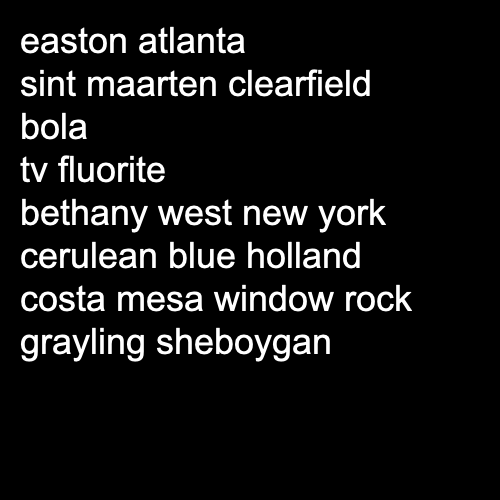 easton atlanta
sint maarten clearfield
bola
tv fluorite
bethany west new york
cerulean blue holland
costa mesa window rock
grayling sheboygan